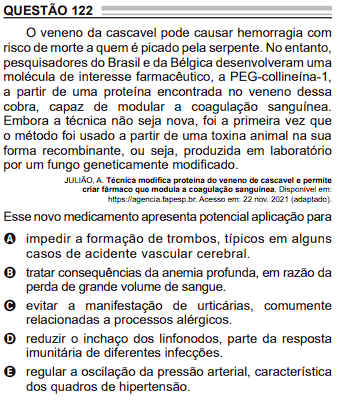 QUESTÃO 122
O veneno da cascavel pode causar hemorragia com
risco de morte a quem é picado pela serpente. No entanto,
pesquisadores do Brasil e da Bélgica desenvolveram uma
molécula de interesse farmacêutico, a PEG-collineína-1,
a partir de uma proteína encontrada no veneno dessa
cobra, capaz de modular a coagulação sanguínea.
Embora a técnica não seja nova, foi a primeira vez que
o método foi usado a partir de uma toxina animal na sua
forma recombinante, ou seja, produzida em laboratório
por um fungo geneticamente modificado.
JULIÃO, A. Técnica modifica proteína do veneno de cascavel e permite
criar fármaco que modula a coagulação sanguínea. Disponível em:
https://agencia.fapesp.br. Acesso em: 22 nov. 2021 (adaptado).
Esse novo medicamento apresenta potencial aplicação para
A impedir a formação de trombos, típicos em alguns
casos de acidente vascular cerebral.
B tratar consequências da anemia profunda, em razão da
perda de grande volume de sangue.
C evitar a manifestação de urticárias, comumente
relacionadas a processos alérgicos.
D reduzir o inchaço dos linfonodos, parte da resposta
imunitária de diferentes infecções.
E regular a oscilação da pressão arterial, característica
dos quadros de hipertensão.